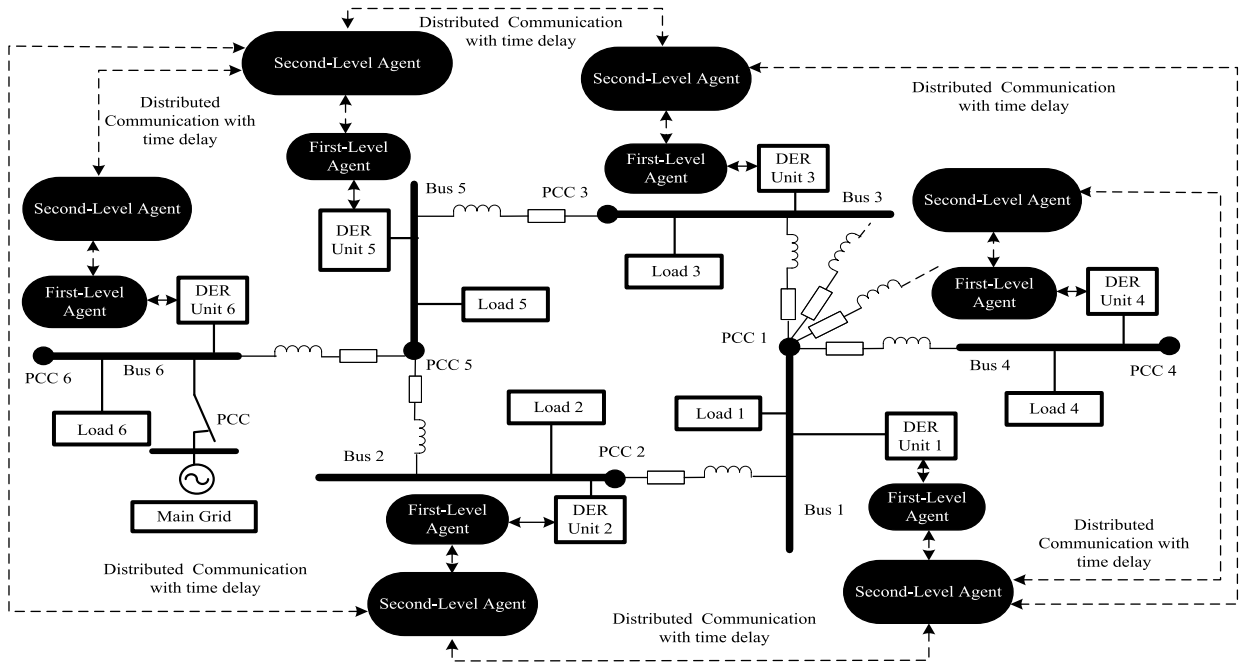 Distributed Communication
with time delay
Second-Level Agent
Second-Level Agent
Distributed Communication
with time delay
Distributed
Communication with
time delay
First-Level
Agent
First-Level
Agent
DER
Unit 3
Second-Level Agent
Second-Level Agent
Bus 5
PCC 3
Bus 3
DER
Unit 5
Load 3
First-Level
Agent
DER
Unit 6
First-Level
Agent
DER
Unit 4
Load 5
PCC 1
PCC 6
Bus 6
PCC 5
Bus 4
PCC 4
Load 6
PCC
Load 2
Load 1
Load 4
DER
Unit 1
Bus 2
PCC 2
Main Grid
First-Level
Agent
DER
Unit 2
Bus 1
First-Level
Agent
Distributed
Communication with
time delay
Distributed Communication
with time delay
Second-Level Agent
Second-Level Agent
Distributed Communication
with time delay